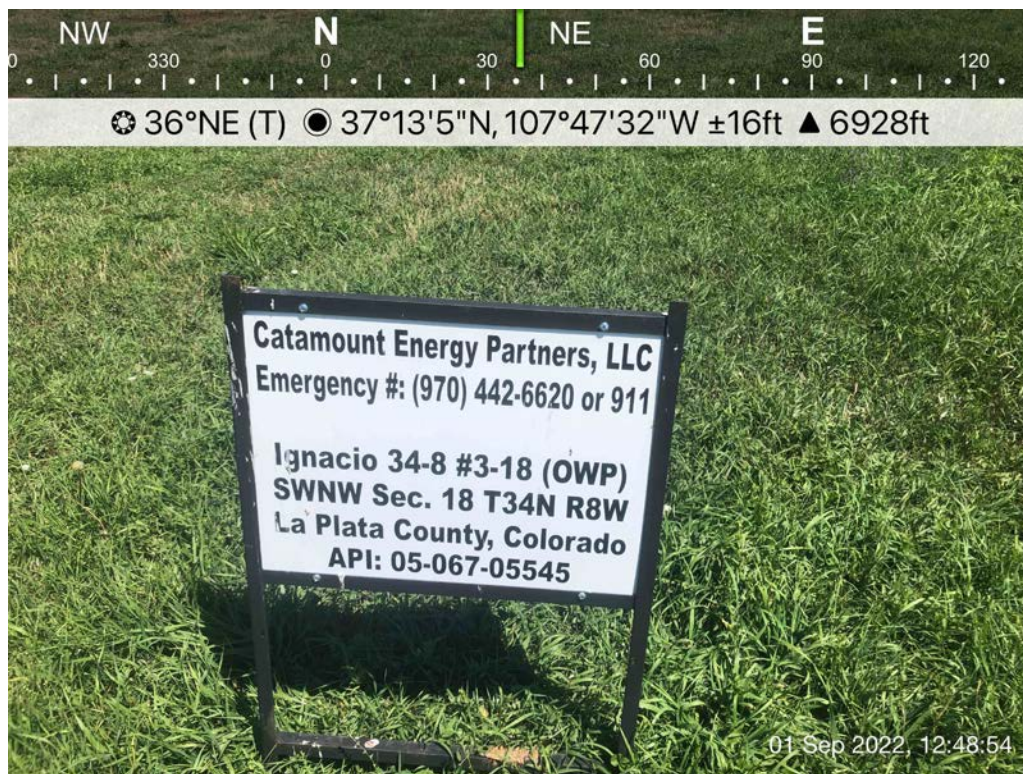 NW N NE E
330 0 30 60 90 120
36°NE (T) 37°13'5"N, 107°47'32"W ±16ft ▲ 6928ft
Catamount Energy Partners, LLC
Emergency #: (970) 442-6620 or 911
Ignacio 34-8 #3-18 (OWP)
SWNW Sec. 18 T34N R8W
La Plata County, Colorado
API: 05-067-05545
01 Sep 2022, 12:48:54